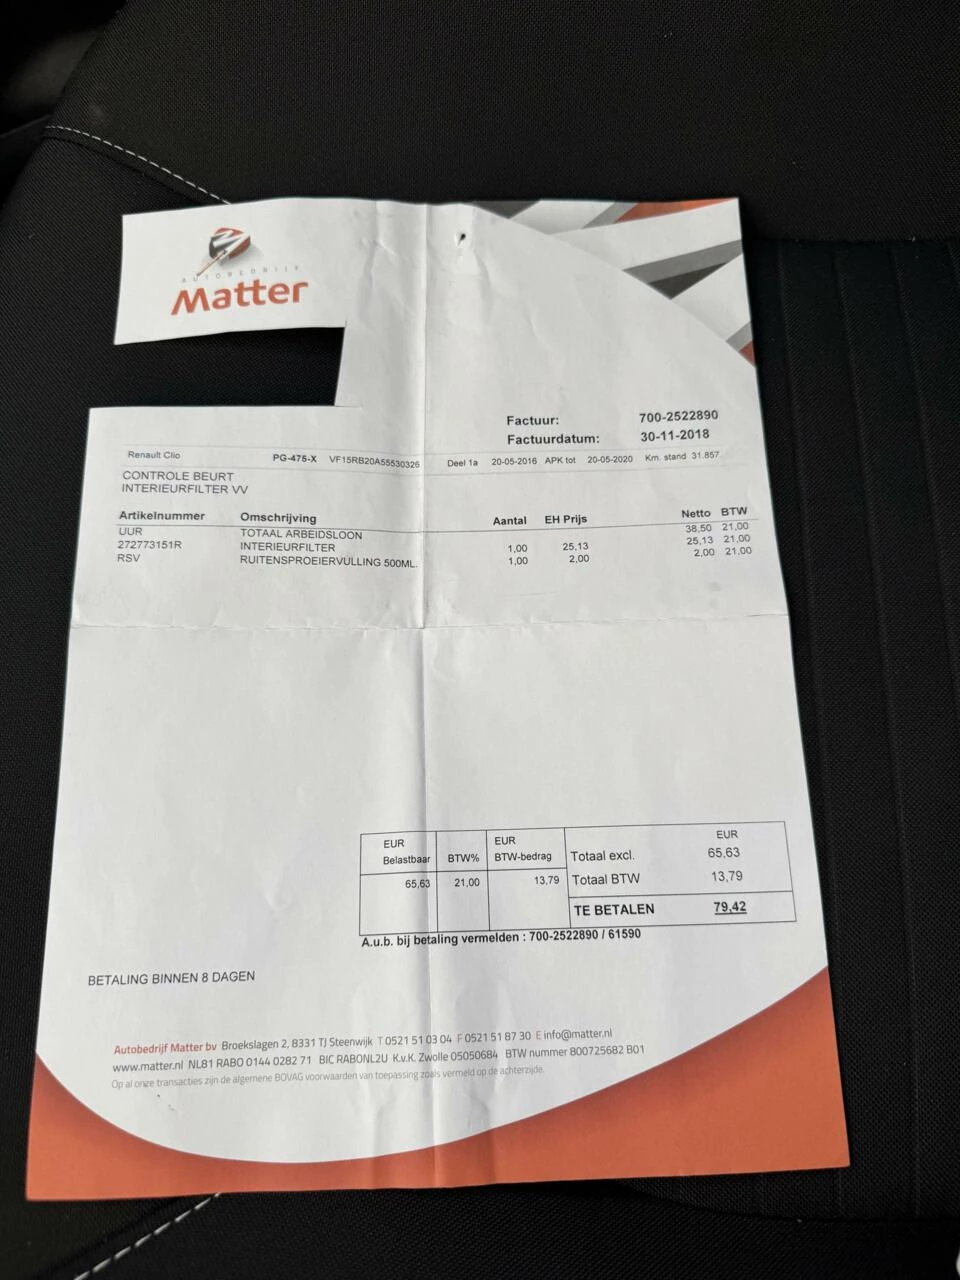 AUTOBEDRIJF
Matter
Factuur: 700-2522890
Factuurdatum: 30-11-2018
Renault Clio PG-475-X VF15RB20A55530326 Deel 1a 20-05-2016 APK tot 20-05-2020 Km. stand 31.857
CONTROLE BEURT
INTERIEURFILTER VV
Artikelnummer Omschrijving Aantal EH Prijs Netto BTW
UUR TOTAAL ARBEIDSLOON 38,50 21,00
272773151R INTERIEURFILTER 1,00 25,13 25,13 21,00
RSV RUITENSPROEIERVULLING 500ML. 1,00 2,00 2,00 21,00
EUR EUR EUR
Belastbaar BTW% BTW-bedrag Totaal excl. 65,63
65,63 21,00 13,79 Totaal BTW 13,79
TE BETALEN 79,42
A.u.b. bij betaling vermelden : 700-2522890 / 61590
BETALING BINNEN 8 DAGEN
Autobedrijf Matter bv Broekslagen 2, 8331 TJ Steenwijk T 0521 51 03 04 F 0521 51 87 30 E info@matter.nl
www.matter.nl NL81 RABO 0144 0282 71 BIC RABONL2U K.v.K. Zwolle 05050684 BTW nummer 800725682 B01
Op al onze transacties zijn de algemene BOVAG voorwaarden van toepassing zoals vermeld op de achterzijde.